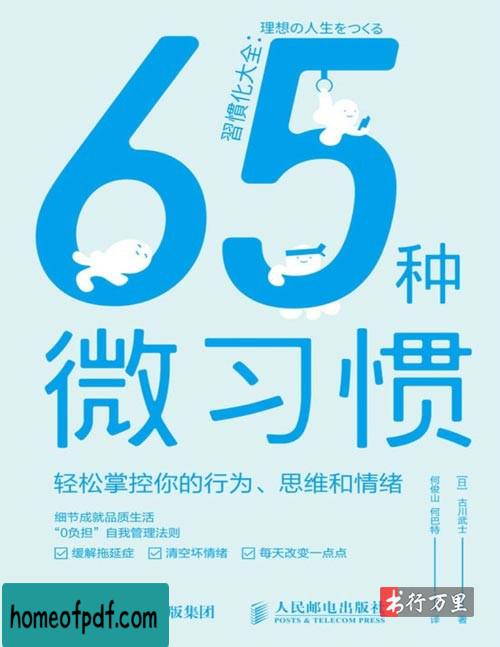 理想の人生をつくる
習慣化大全：
65种
微习惯
轻松掌控你的行为、思维和情绪
细节成就品质生活
“0负担”自我管理法则
缓解拖延症 清空坏情绪 每天改变一点点
[日] 古川武士 著
何俊山 何巴特 译
版集团
人民邮电出版社
POSTS & TELECOM PRESS
书行万里
homeofpdf.com